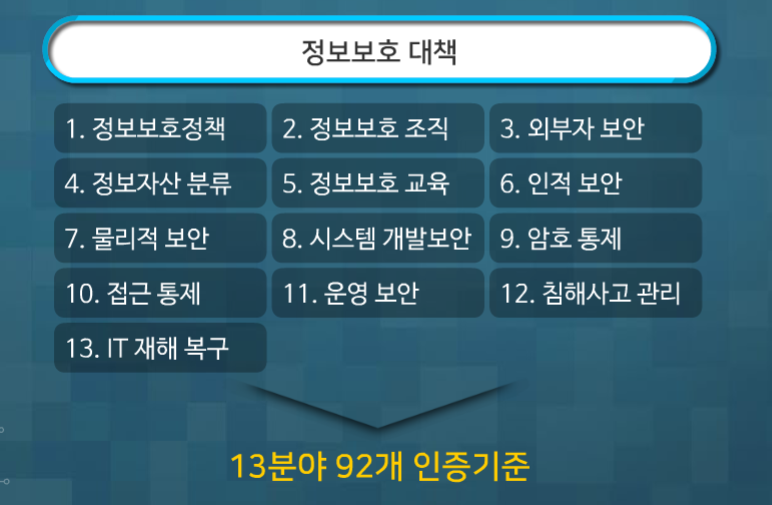 정보보호 대책
1. 정보보호정책
2. 정보보호 조직
3. 외부자 보안
4. 정보자산 분류
5. 정보보호 교육
6. 인적 보안
7. 물리적 보안
8. 시스템 개발보안
9. 암호 통제
10. 접근 통제
11. 운영 보안
12. 침해사고 관리
13. IT 재해 복구
13분야 92개 인증기준